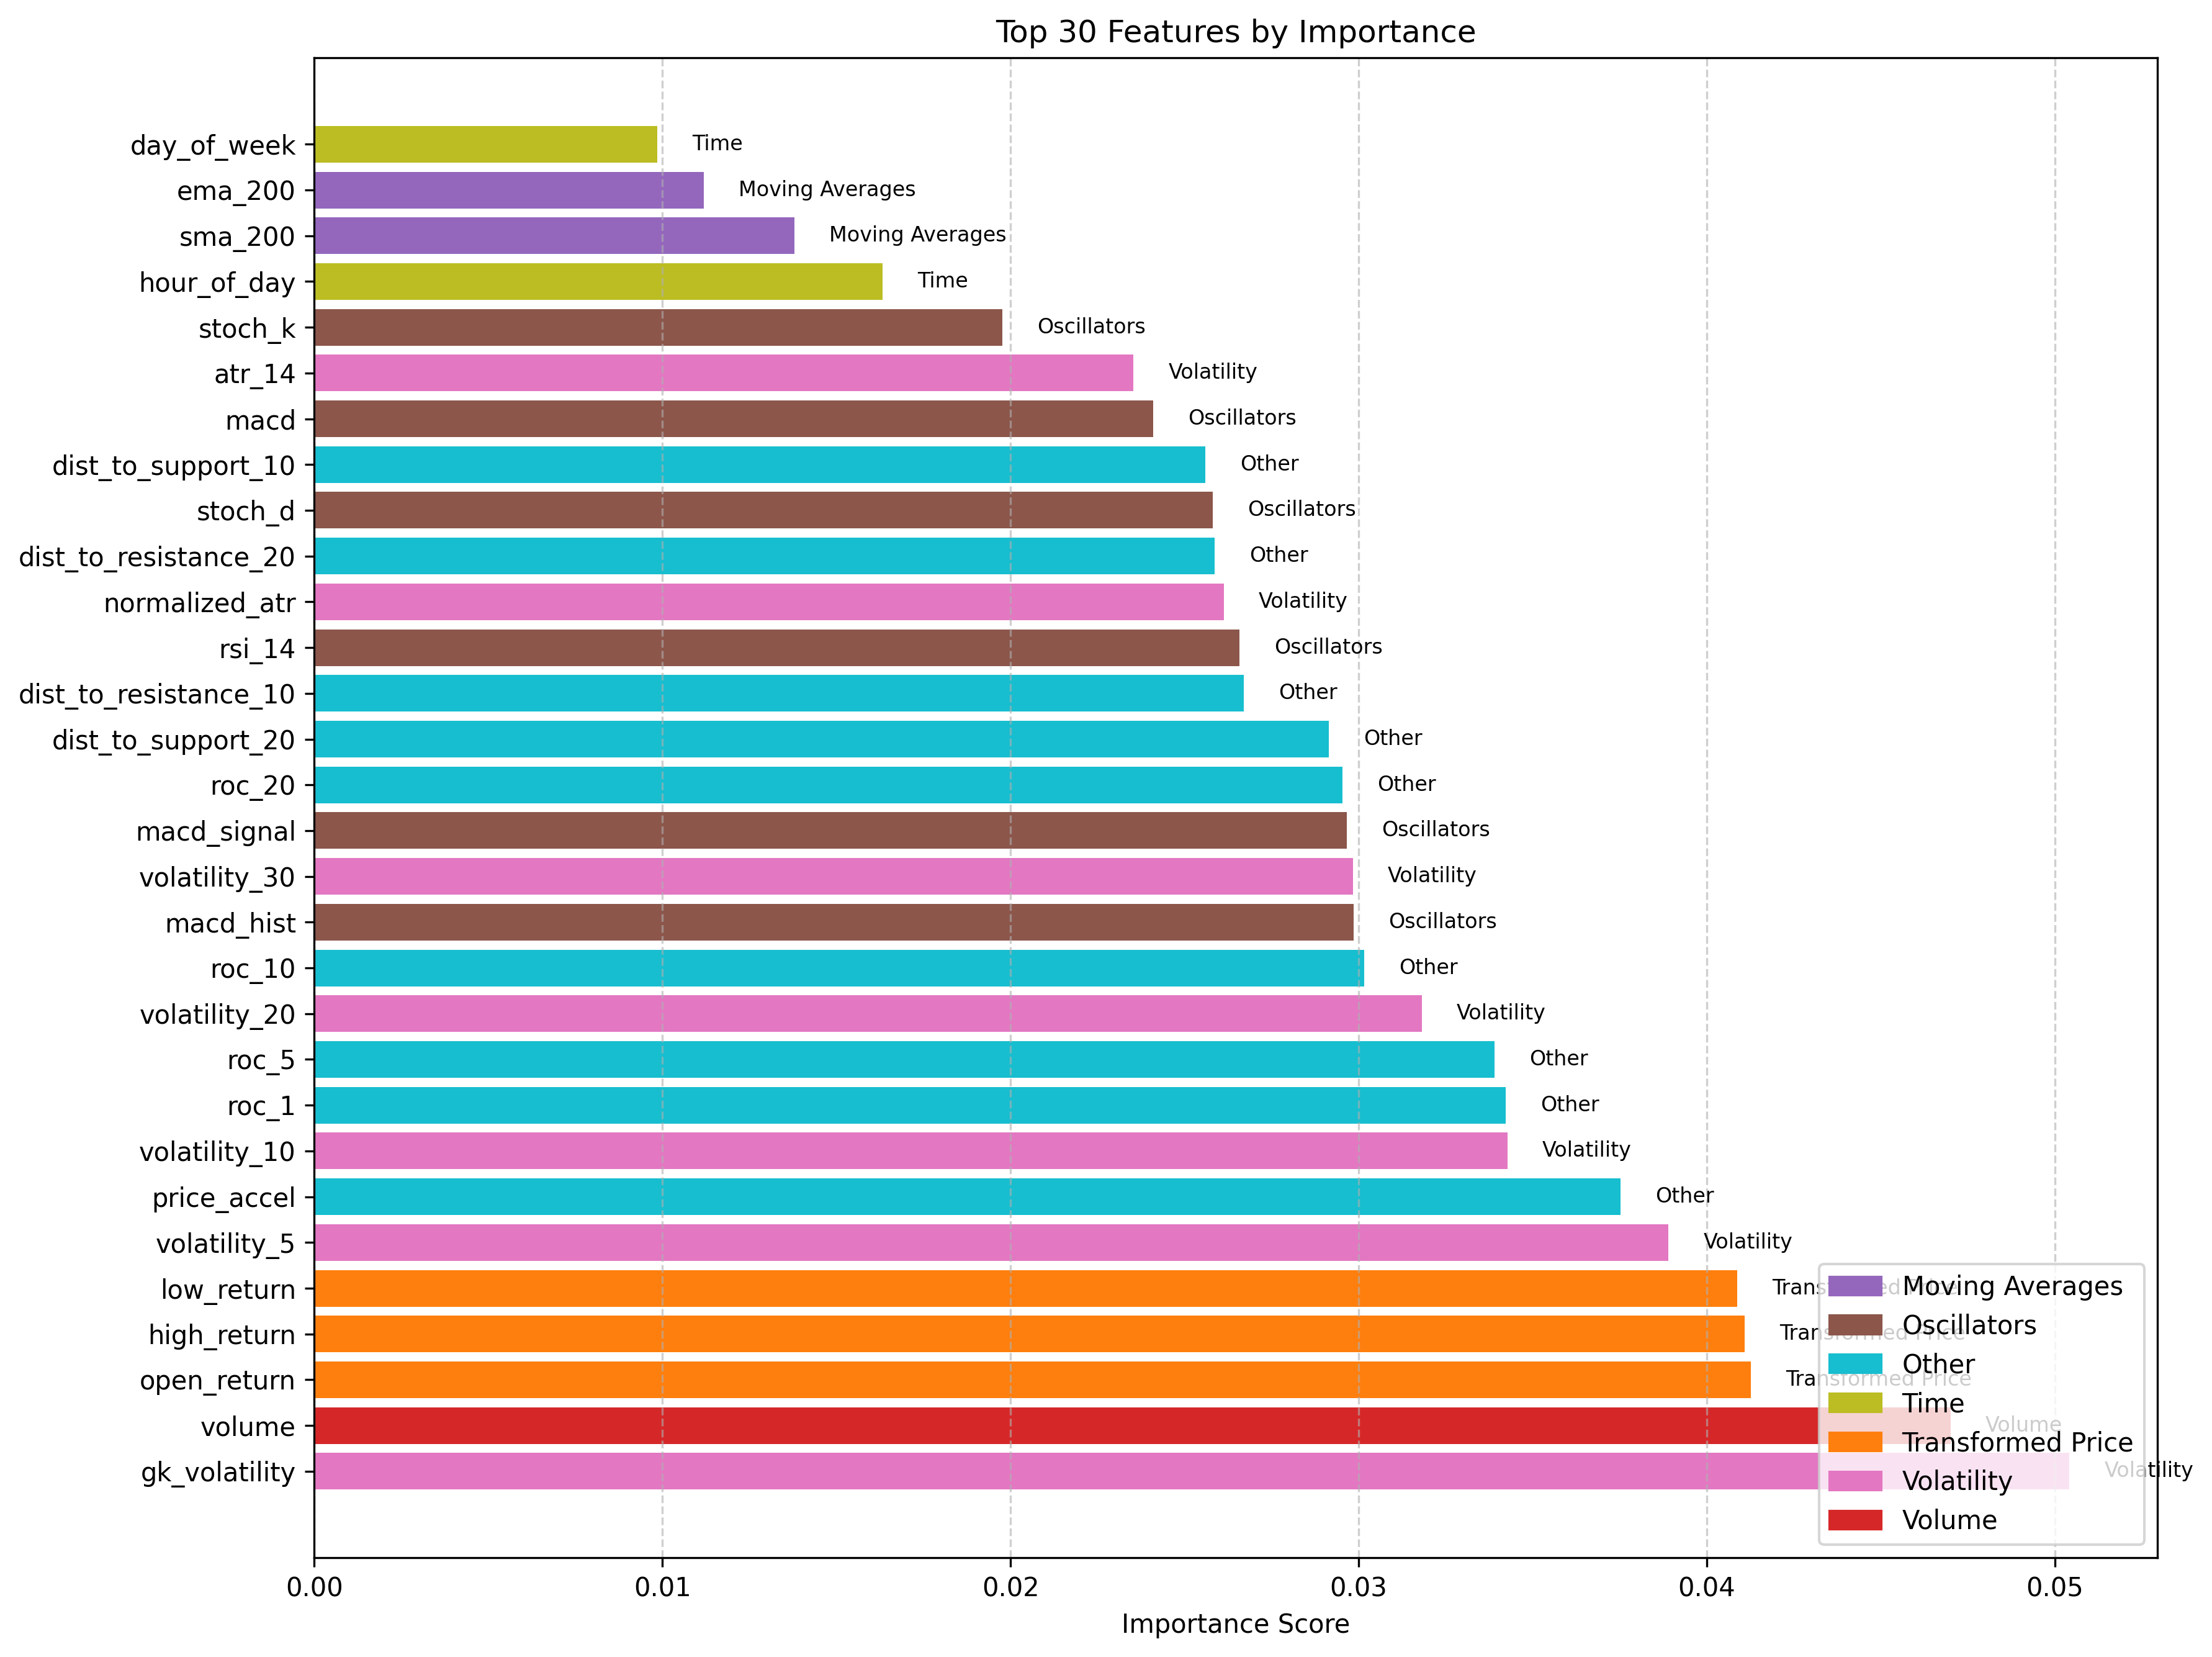 Top 30 Features by Importance
day_of_week Time
ema_200 Moving Averages
sma_200 Moving Averages
hour_of_day Time
stoch_k Oscillators
atr_14 Volatility
macd Oscillators
dist_to_support_10 Other
stoch_d Oscillators
dist_to_resistance_20 Other
normalized_atr Volatility
rsi_14 Oscillators
dist_to_resistance_10 Other
dist_to_support_20 Other
roc_20 Other
macd_signal Oscillators
volatility_30 Volatility
macd_hist Oscillators
roc_10 Other
volatility_20 Volatility
roc_5 Other
roc_1 Other
volatility_10 Volatility
price_accel Other
volatility_5 Volatility
low_return Transformed Price
high_return Transformed Price
open_return Transformed Price
volume Volume
gk_volatility Volatility
Moving Averages
Oscillators
Other
Time
Transformed Price
Volatility
Volume
0.00 0.01 0.02 0.03 0.04 0.05
Importance Score